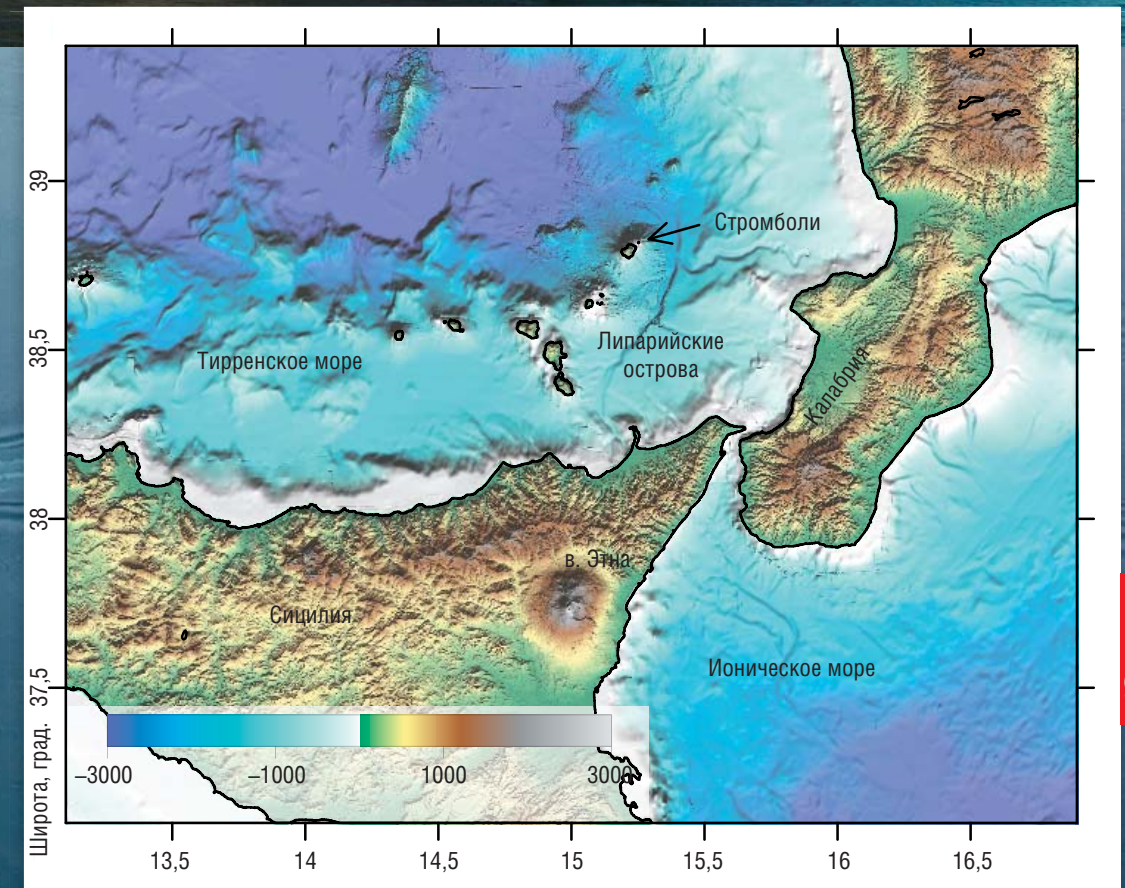 39
Стромболи
38,5
Липарийские
острова
Тирренское море
Калабрия
38
в. Этна
Сицилия
Ионическое море
37,5
–3000
–1000
1000
3000
Широта, град.
13,5
14
14,5
15
15,5
16
16,5